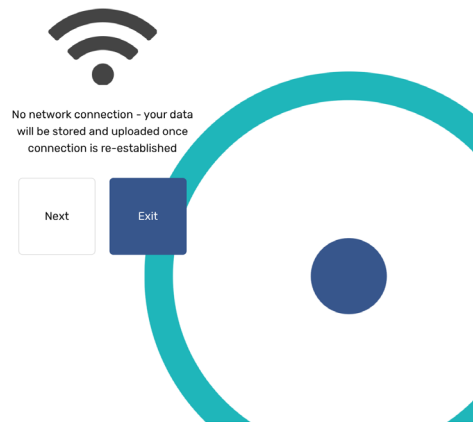 No network connection - your data
will be stored and uploaded once
connection is re-established
Next
Exit